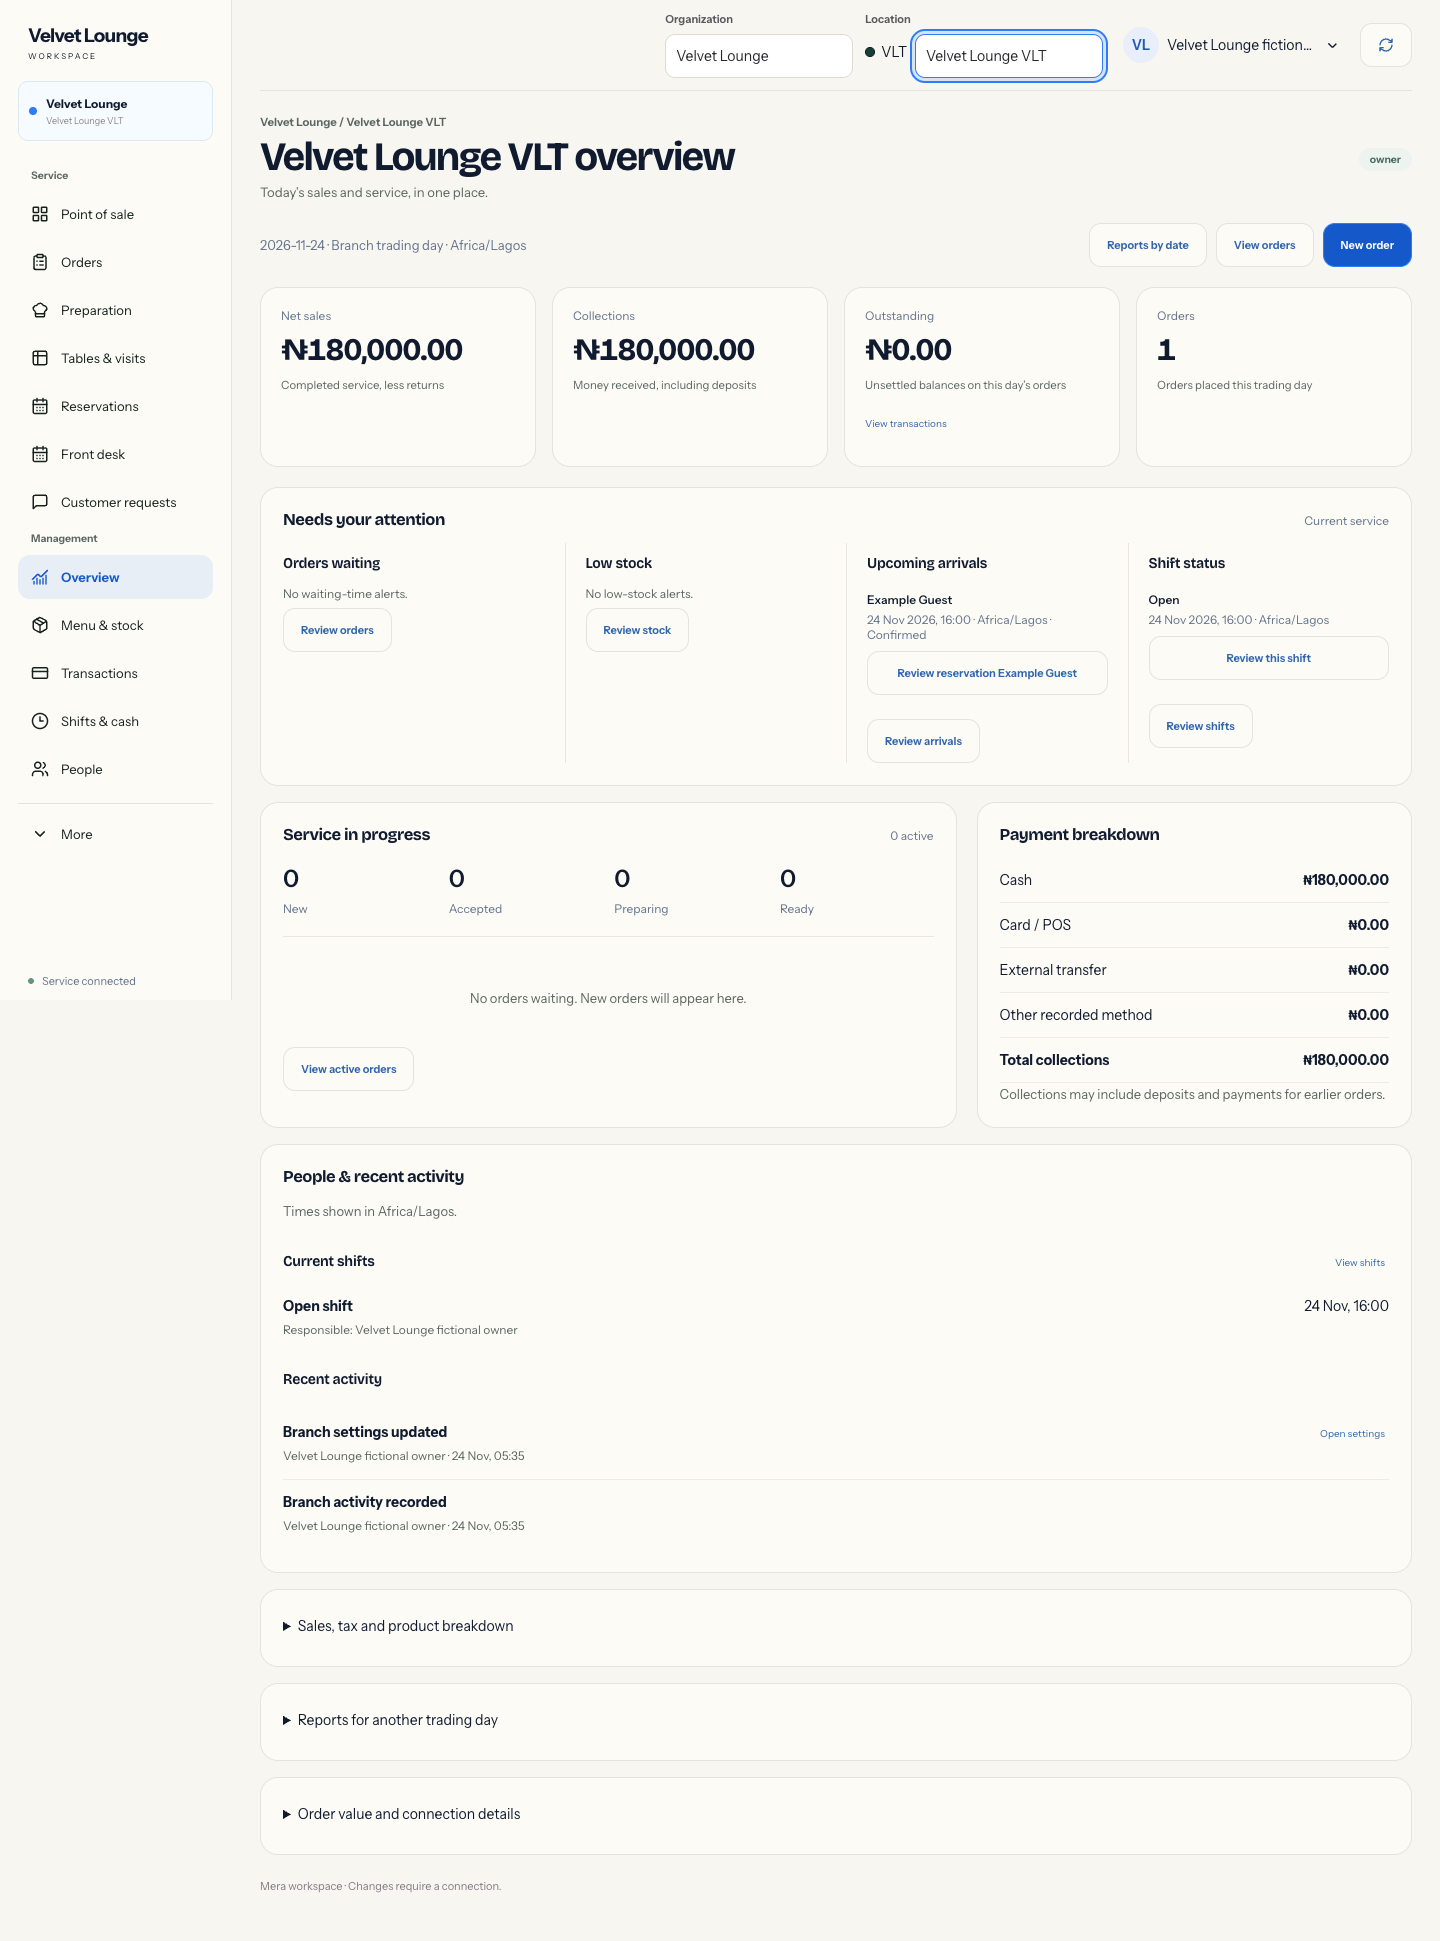 Velvet Lounge
WORKSPACE
Velvet Lounge
Velvet Lounge VLT
Service
Point of sale
Orders
Preparation
Tables & visits
Reservations
Front desk
Customer requests
Management
Overview
Menu & stock
Transactions
Shifts & cash
People
More
Service connected
Organization
Velvet Lounge
Location
VLT
Velvet Lounge VLT
VL
Velvet Lounge fiction...
Velvet Lounge / Velvet Lounge VLT
Velvet Lounge VLT overview
owner
Today's sales and service, in one place.
2026-11-24 · Branch trading day · Africa/Lagos
Reports by date
View orders
New order
Net sales
₦180,000.00
Completed service, less returns
Collections
₦180,000.00
Money received, including deposits
Outstanding
₦0.00
Unsettled balances on this day's orders
View transactions
Orders
1
Orders placed this trading day
Needs your attention
Current service
Orders waiting
No waiting-time alerts.
Review orders
Low stock
No low-stock alerts.
Review stock
Upcoming arrivals
Example Guest
24 Nov 2026, 16:00 · Africa/Lagos ·
Confirmed
Review reservation Example Guest
Review arrivals
Shift status
Open
24 Nov 2026, 16:00 · Africa/Lagos
Review this shift
Review shifts
Service in progress
0 active
0
New
0
Accepted
0
Preparing
0
Ready
No orders waiting. New orders will appear here.
View active orders
Payment breakdown
Cash ₦180,000.00
Card / POS ₦0.00
External transfer ₦0.00
Other recorded method ₦0.00
Total collections ₦180,000.00
Collections may include deposits and payments for earlier orders.
People & recent activity
Times shown in Africa/Lagos.
Current shifts
View shifts
Open shift
24 Nov, 16:00
Responsible: Velvet Lounge fictional owner
Recent activity
Branch settings updated
Open settings
Velvet Lounge fictional owner · 24 Nov, 05:35
Branch activity recorded
Velvet Lounge fictional owner · 24 Nov, 05:35
Sales, tax and product breakdown
Reports for another trading day
Order value and connection details
Mera workspace · Changes require a connection.